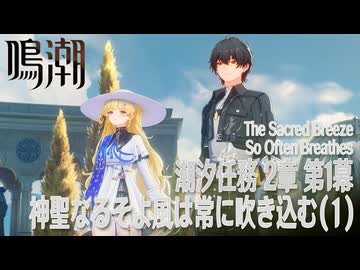 鳴潮
The Sacred Breeze
So Often Breathes
潮汐任務 2章 第1幕
神聖なるそよ風は常に吹き込む(1)